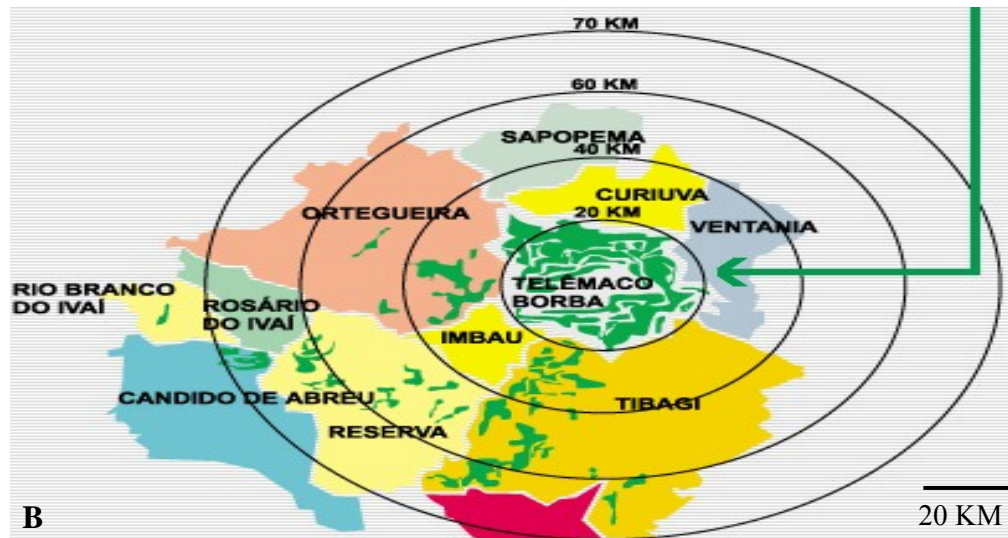 70 KM
60 KM
SAPOPEMA
40 KM
CURIUVA
ORTEGUEIRA
20 KM
VENTANIA
TELÊMACO
BORBA
RIO BRANCO
DO IVAÍ
ROSÁRIO
DO IVAÍ
IMBAU
CANDIDO DE ABREU
TIBAGI
RESERVA
B
20 KM